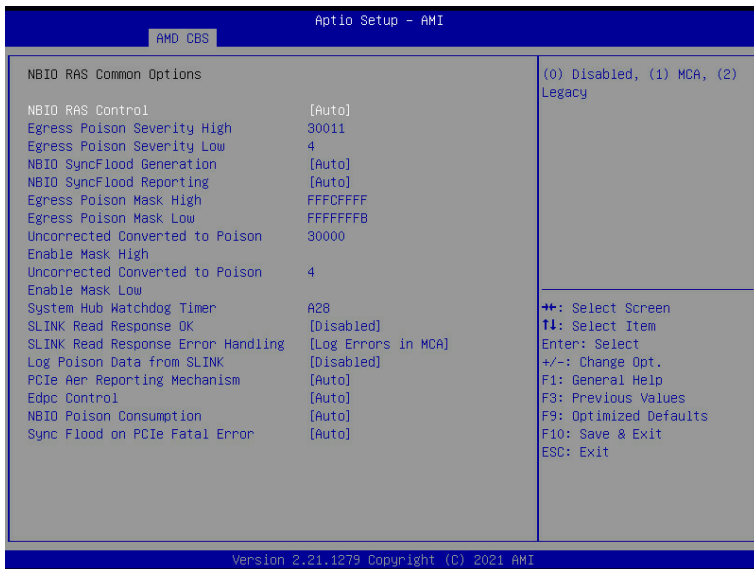 Aptio Setup - AMI
AMD CBS
NBIO RAS Common Options
NBIO RAS Control [Auto]
Egress Poison Severity High 30011
Egress Poison Severity Low 4
NBIO SyncFlood Generation [Auto]
NBIO SyncFlood Reporting [Auto]
Egress Poison Mask High FFFCFFFF
Egress Poison Mask Low FFFFFFFB
Uncorrected Converted to Poison 30000
Enable Mask High
Uncorrected Converted to Poison 4
Enable Mask Low
System Hub Watchdog Timer A28
SLINK Read Response OK [Disabled]
SLINK Read Response Error Handling [Log Errors in MCA]
Log Poison Data from SLINK [Disabled]
PCIe Aer Reporting Mechanism [Auto]
Edpc Control [Auto]
NBIO Poison Consumption [Auto]
Sync Flood on PCIe Fatal Error [Auto]
(0) Disabled, (1) MCA, (2)
Legacy
→←: Select Screen
↑↓: Select Item
Enter: Select
+/-: Change Opt.
F1: General Help
F3: Previous Values
F9: Optimized Defaults
F10: Save & Exit
ESC: Exit
Version 2.21.1279 Copyright (C) 2021 AMI